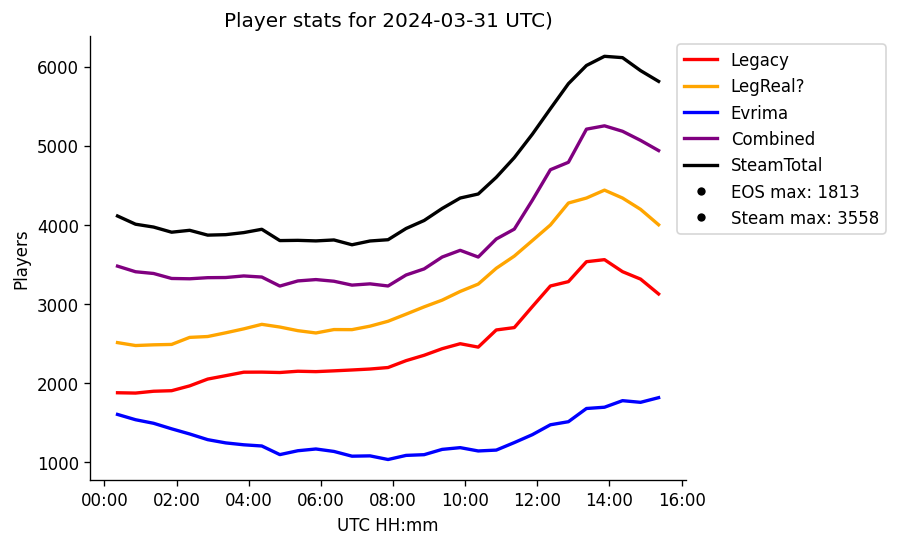 Player stats for 2024-03-31 UTC)
Legacy
LegReal?
Evrima
Combined
SteamTotal
EOS max: 1813
Steam max: 3558
Players
6000
5000
4000
3000
2000
1000
00:00 02:00 04:00 06:00 08:00 10:00 12:00 14:00 16:00
UTC HH:mm